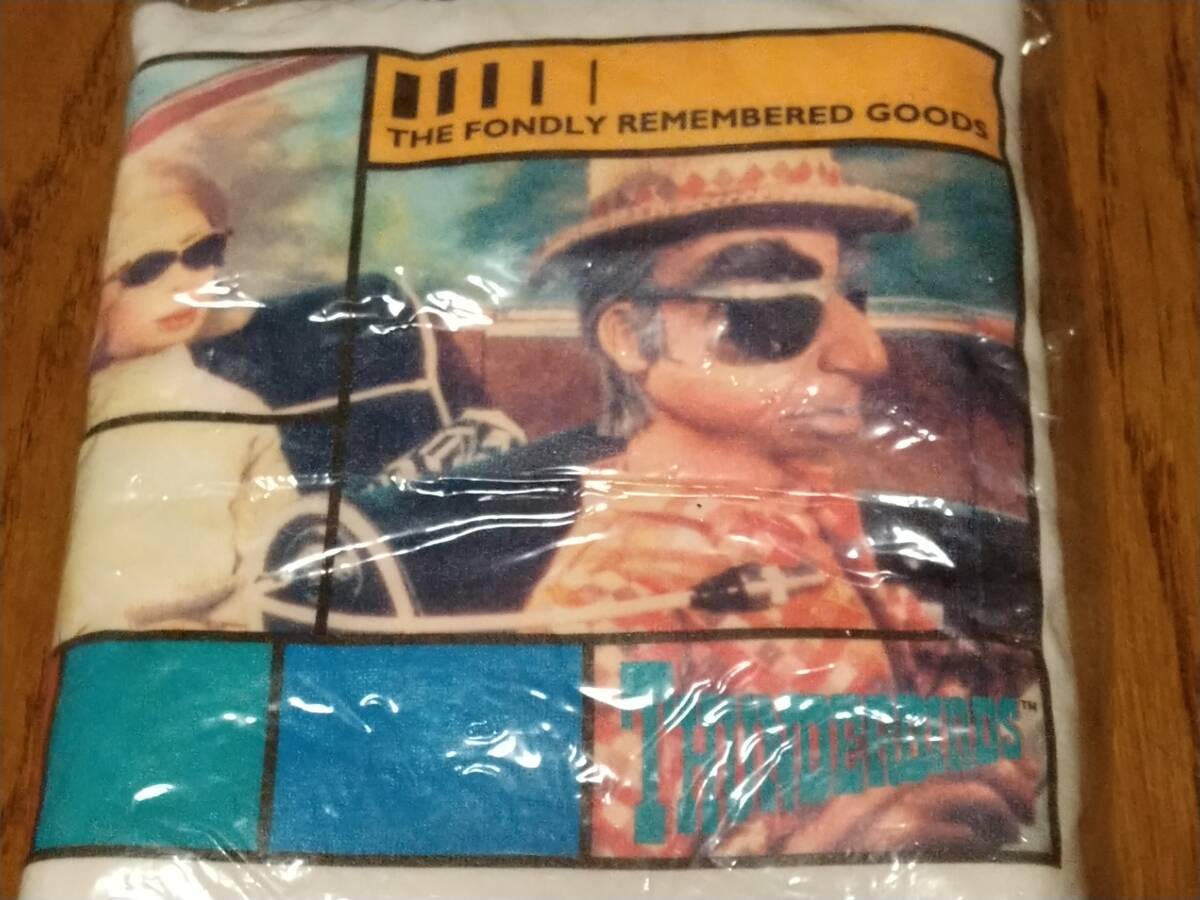 THE FONDLY REMEMBERED GOODS
THUNDERBIRDS™